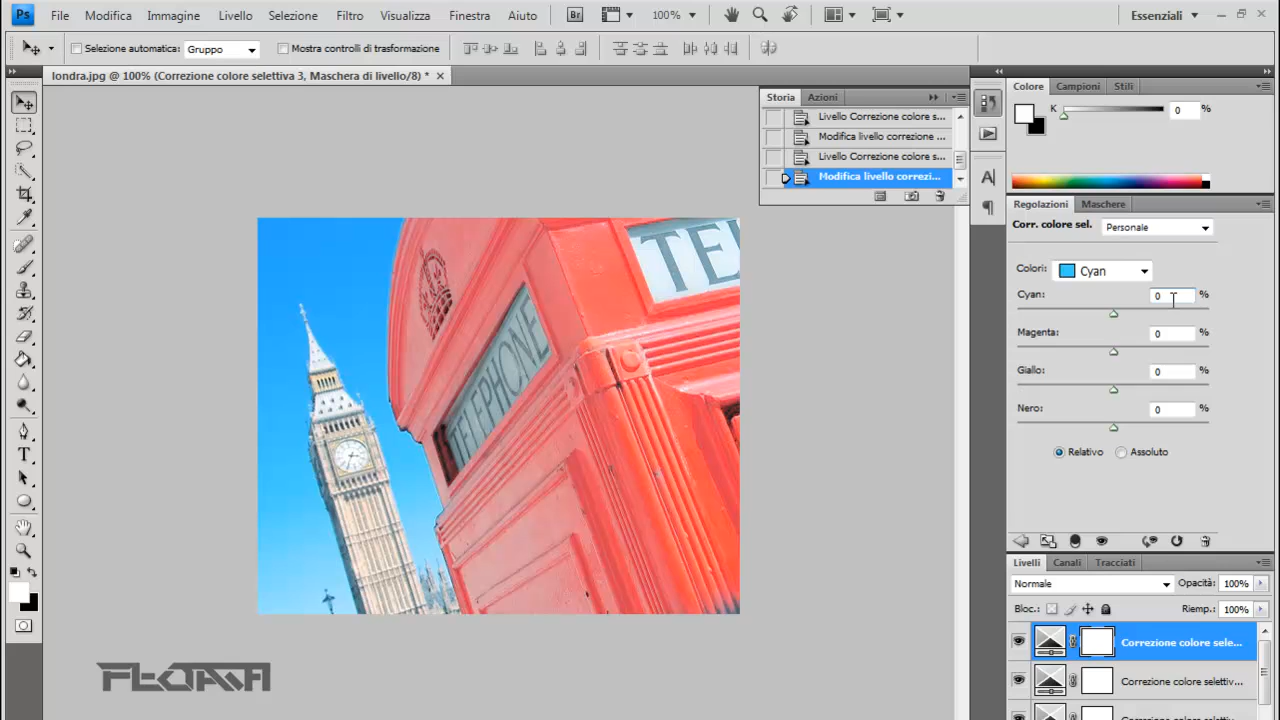 Ps File Modifica Immagine Livello Selezione Filtro Visualizza Finestra Aiuto Br 100% Essenziali
Selezione automatica: Gruppo Mostra controlli di trasformazione
londra.jpg @ 100% (Correzione colore selettiva 3, Maschera di livello/8) * ×
Storia Azioni
Livello Correzione colore s...
Modifica livello correzione ...
Livello Correzione colore s...
Modifica livello correzi...
Colore Campioni Stili
K 0 %
Regolazioni Maschere
Corr. colore sel. Personale
Colori: Cyan
Cyan: 0 %
Magenta: 0 %
Giallo: 0 %
Nero: 0 %
Relativo Assoluto
Livelli Canali Tracciati
Normale Opacità: 100%
Bloc.: Riemp.: 100%
Correzione colore sele...
Correzione colore selettiv...
TELEPHONE
TE